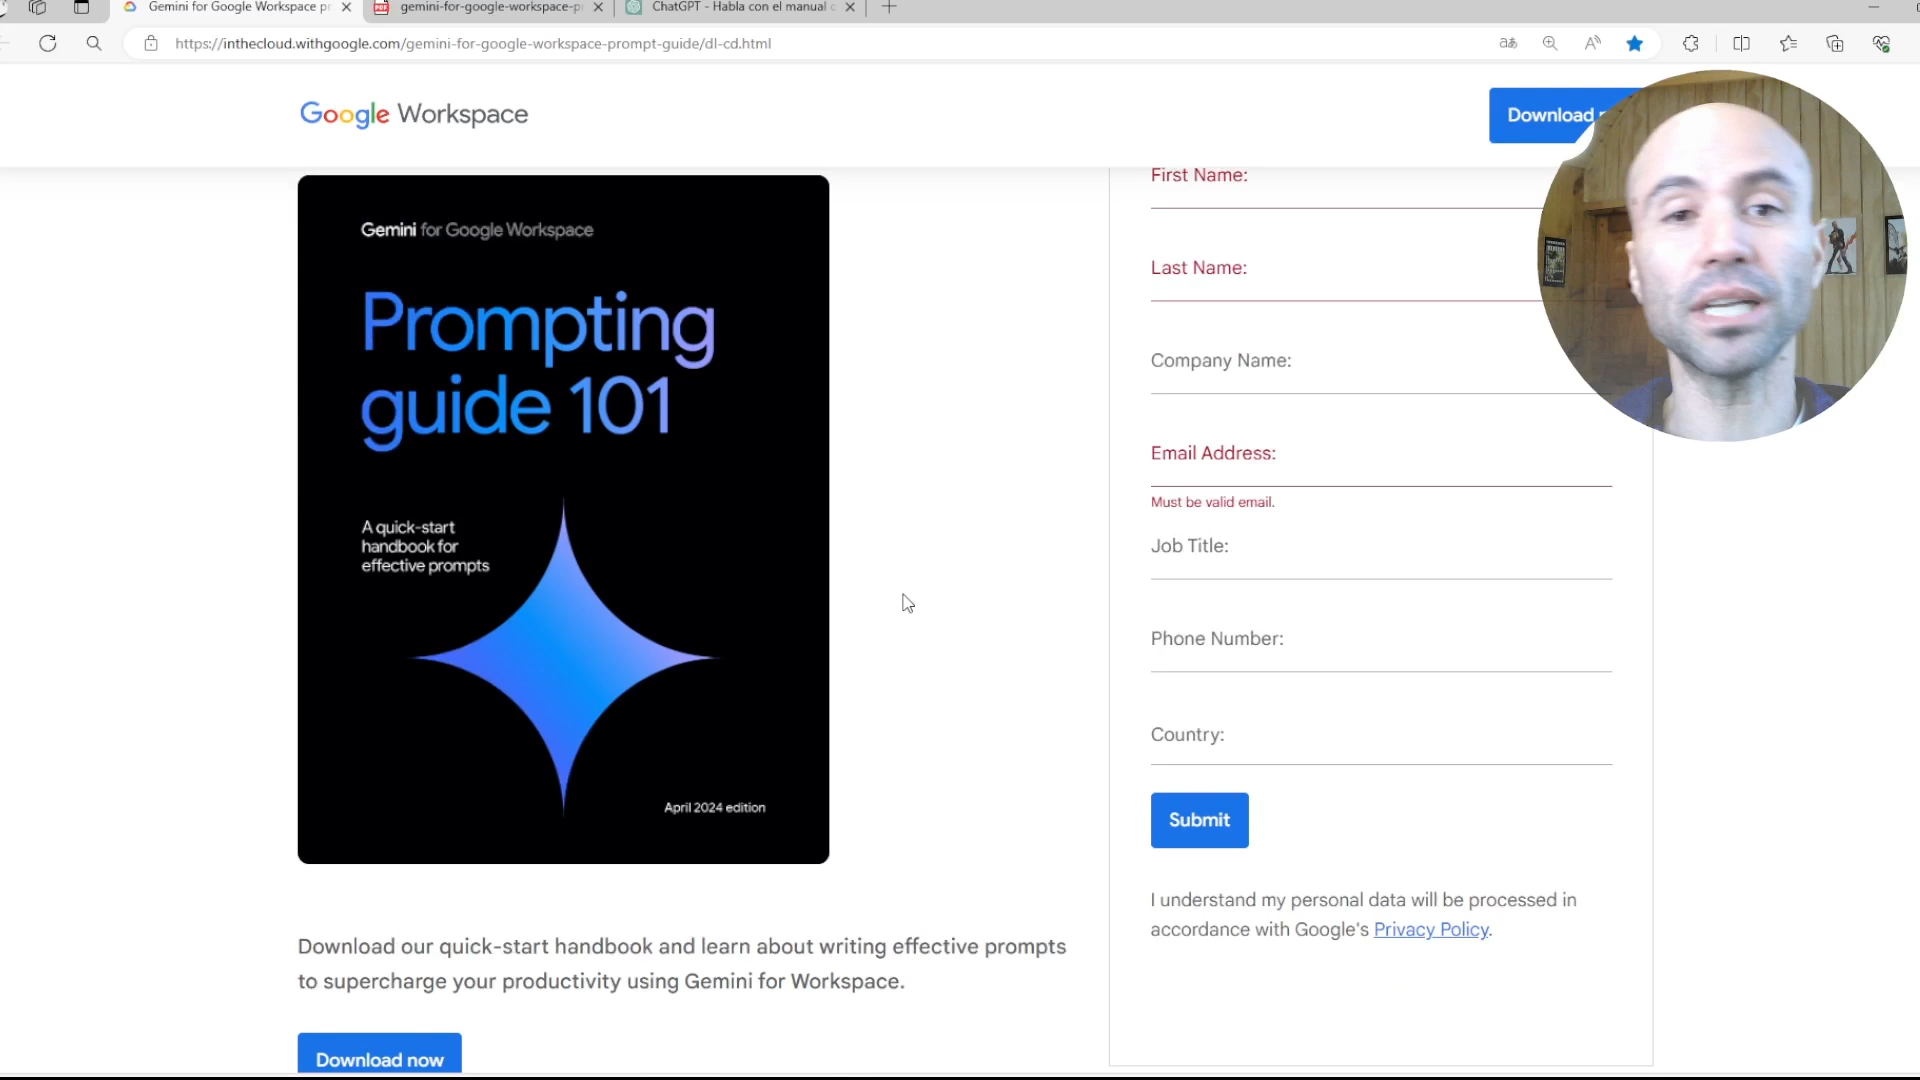 Gemini for Google Workspace pr
gemini-for-google-workspace-pr
ChatGPT - Habla con el manual
https://inthecloud.withgoogle.com/gemini-for-google-workspace-prompt-guide/dl-cd.html
Google Workspace
Download
Gemini for Google Workspace
Prompting
guide 101
A quick-start
handbook for
effective prompts
April 2024 edition
Download our quick-start handbook and learn about writing effective prompts
to supercharge your productivity using Gemini for Workspace.
Download now
First Name:
Last Name:
Company Name:
Email Address:
Must be valid email.
Job Title:
Phone Number:
Country:
Submit
I understand my personal data will be processed in
accordance with Google's Privacy Policy.